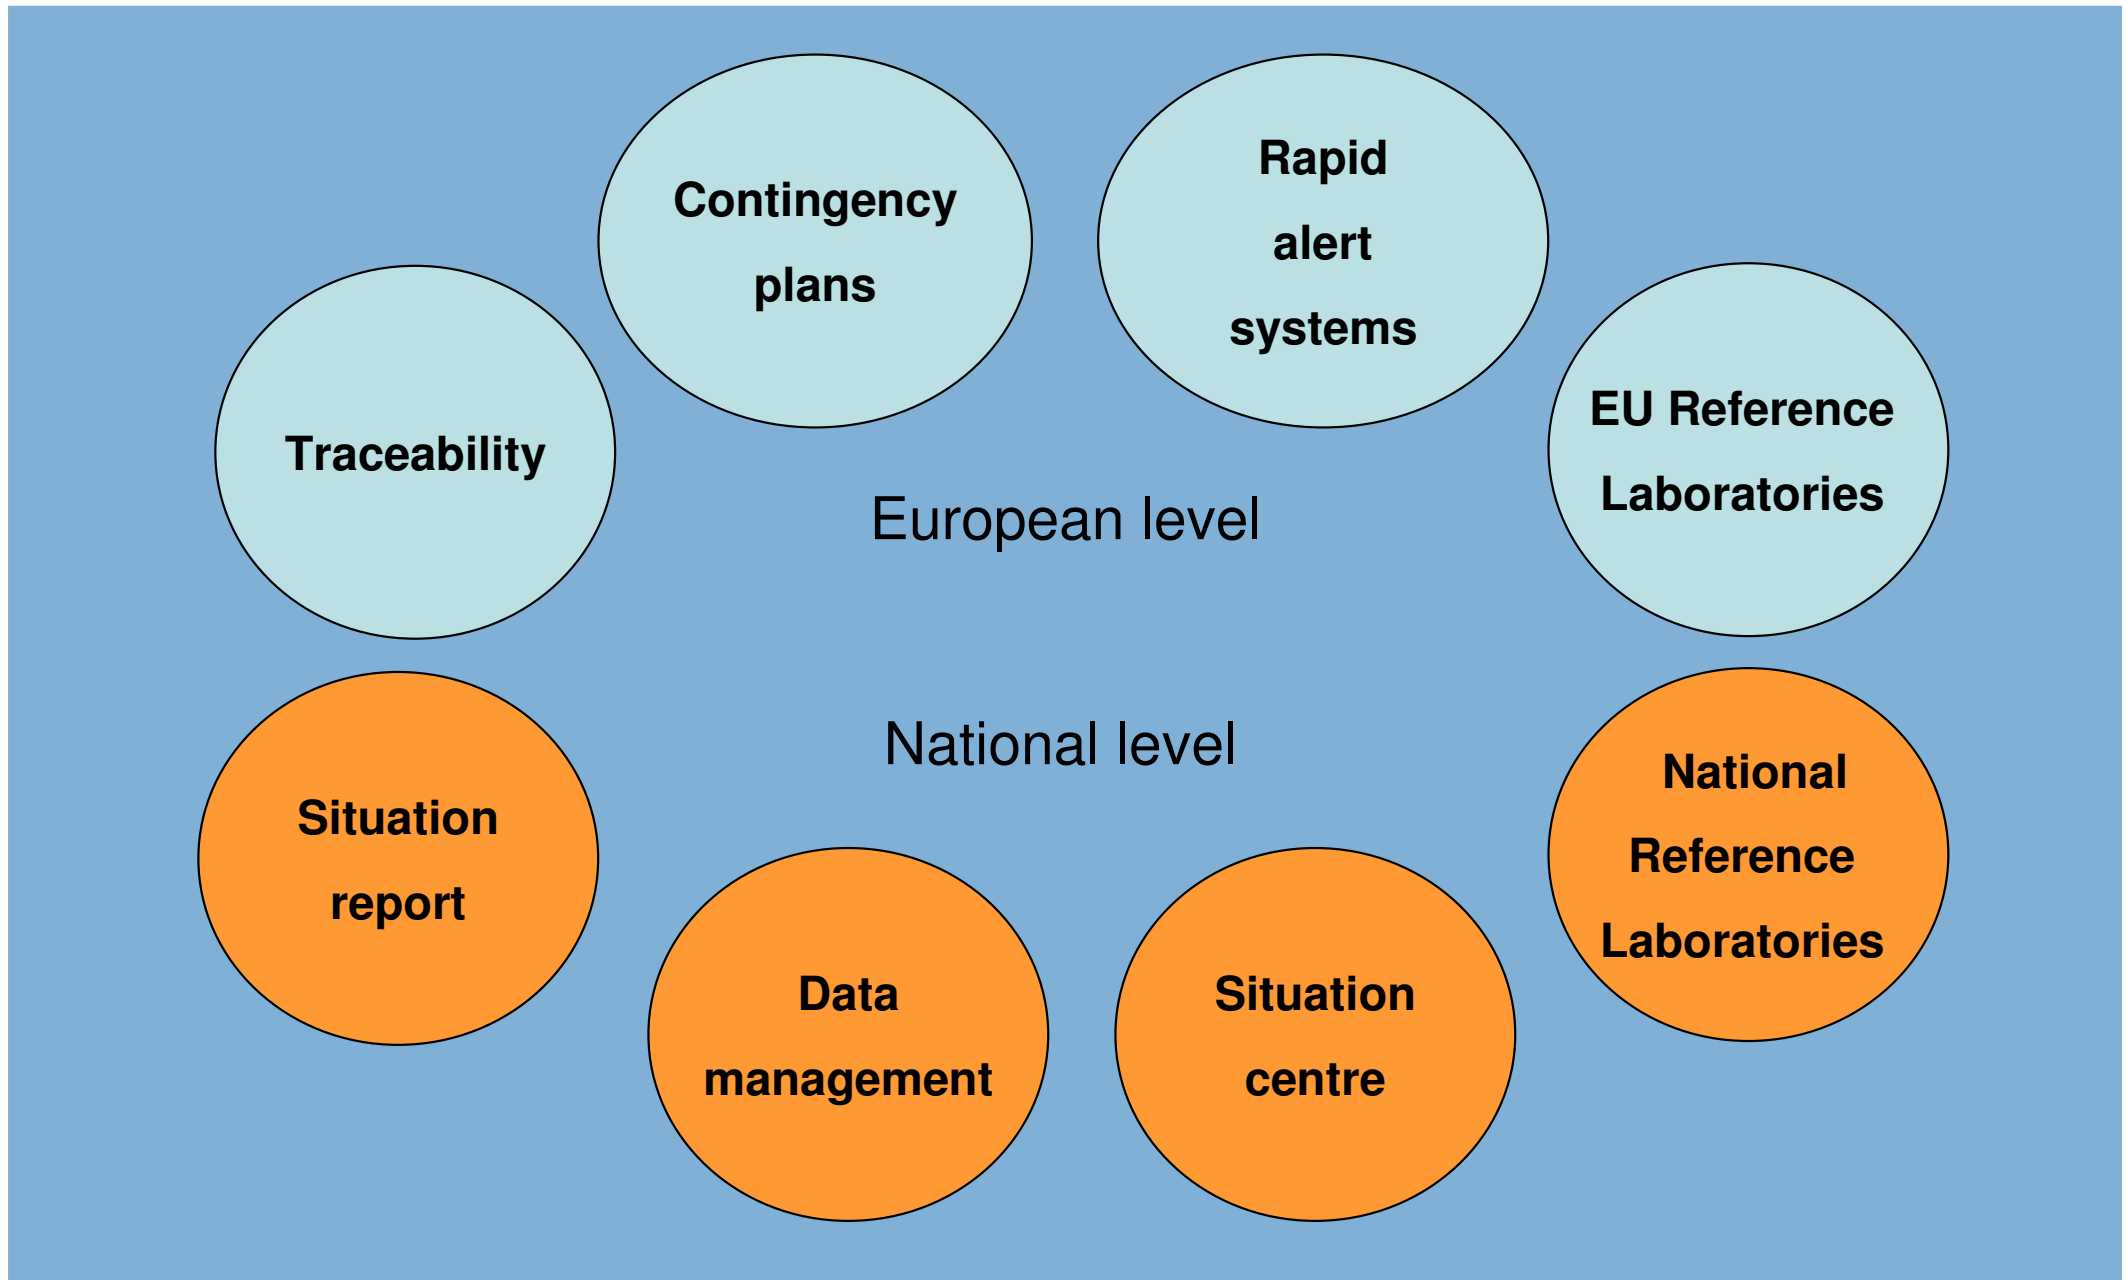 Contingency
plans
Rapid
alert
systems
Traceability
EU Reference
Laboratories
European level
National level
Situation
report
Data
management
Situation
centre
National
Reference
Laboratories